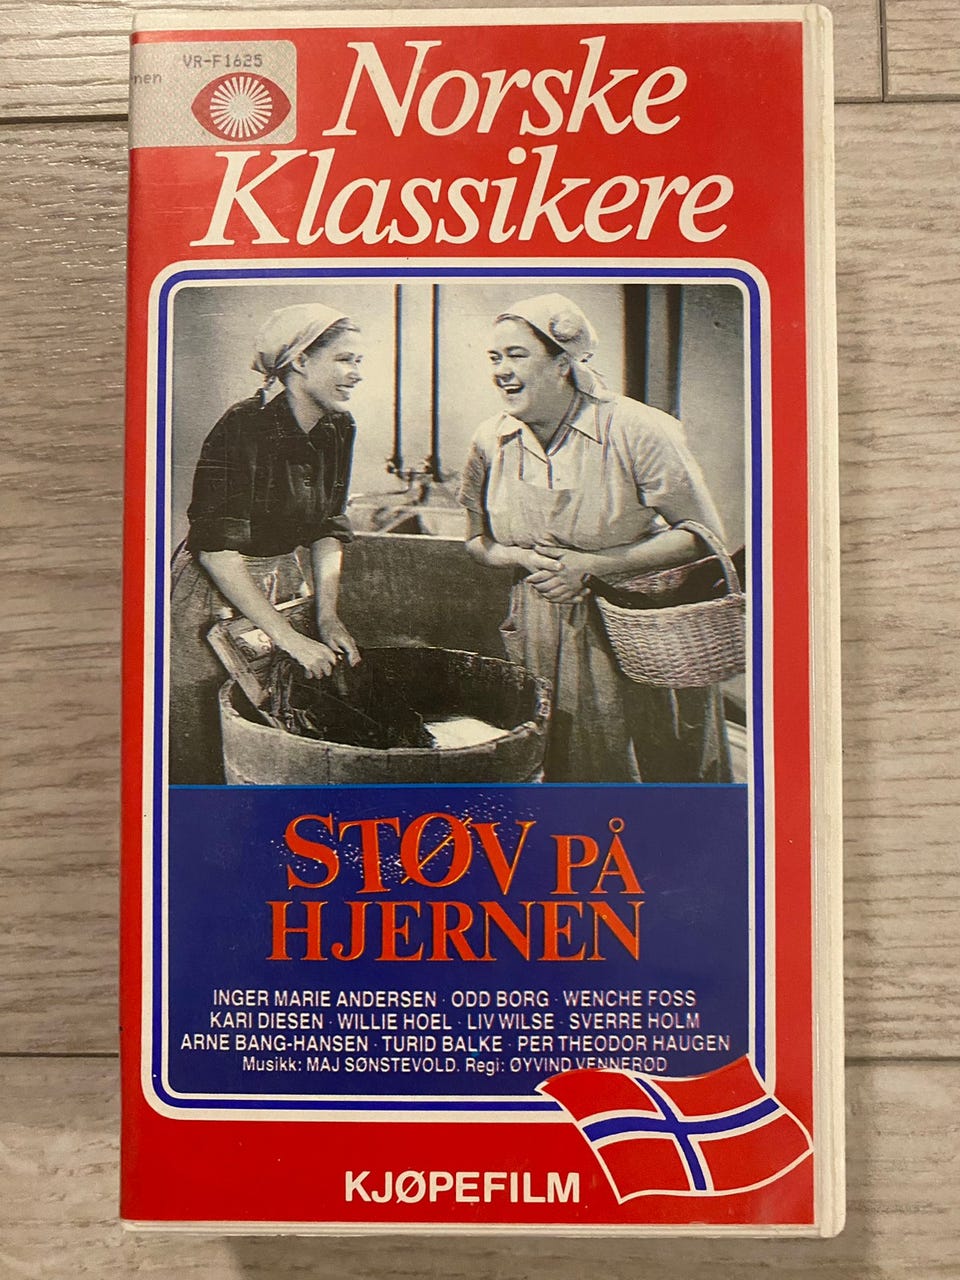 VR-F1625
nen
Norske
Klassikere
STØV PÅ
HJERNEN
INGER MARIE ANDERSEN · ODD BORG · WENCHE FOSS
KARI DIESEN · WILLIE HOEL · LIV WILSE · SVERRE HOLM
ARNE BANG-HANSEN · TURID BALKE · PER THEODOR HAUGEN
Musikk: MAJ SØNSTEVOLD. Regi: ØYVIND VENNERØD
KJØPEFILM